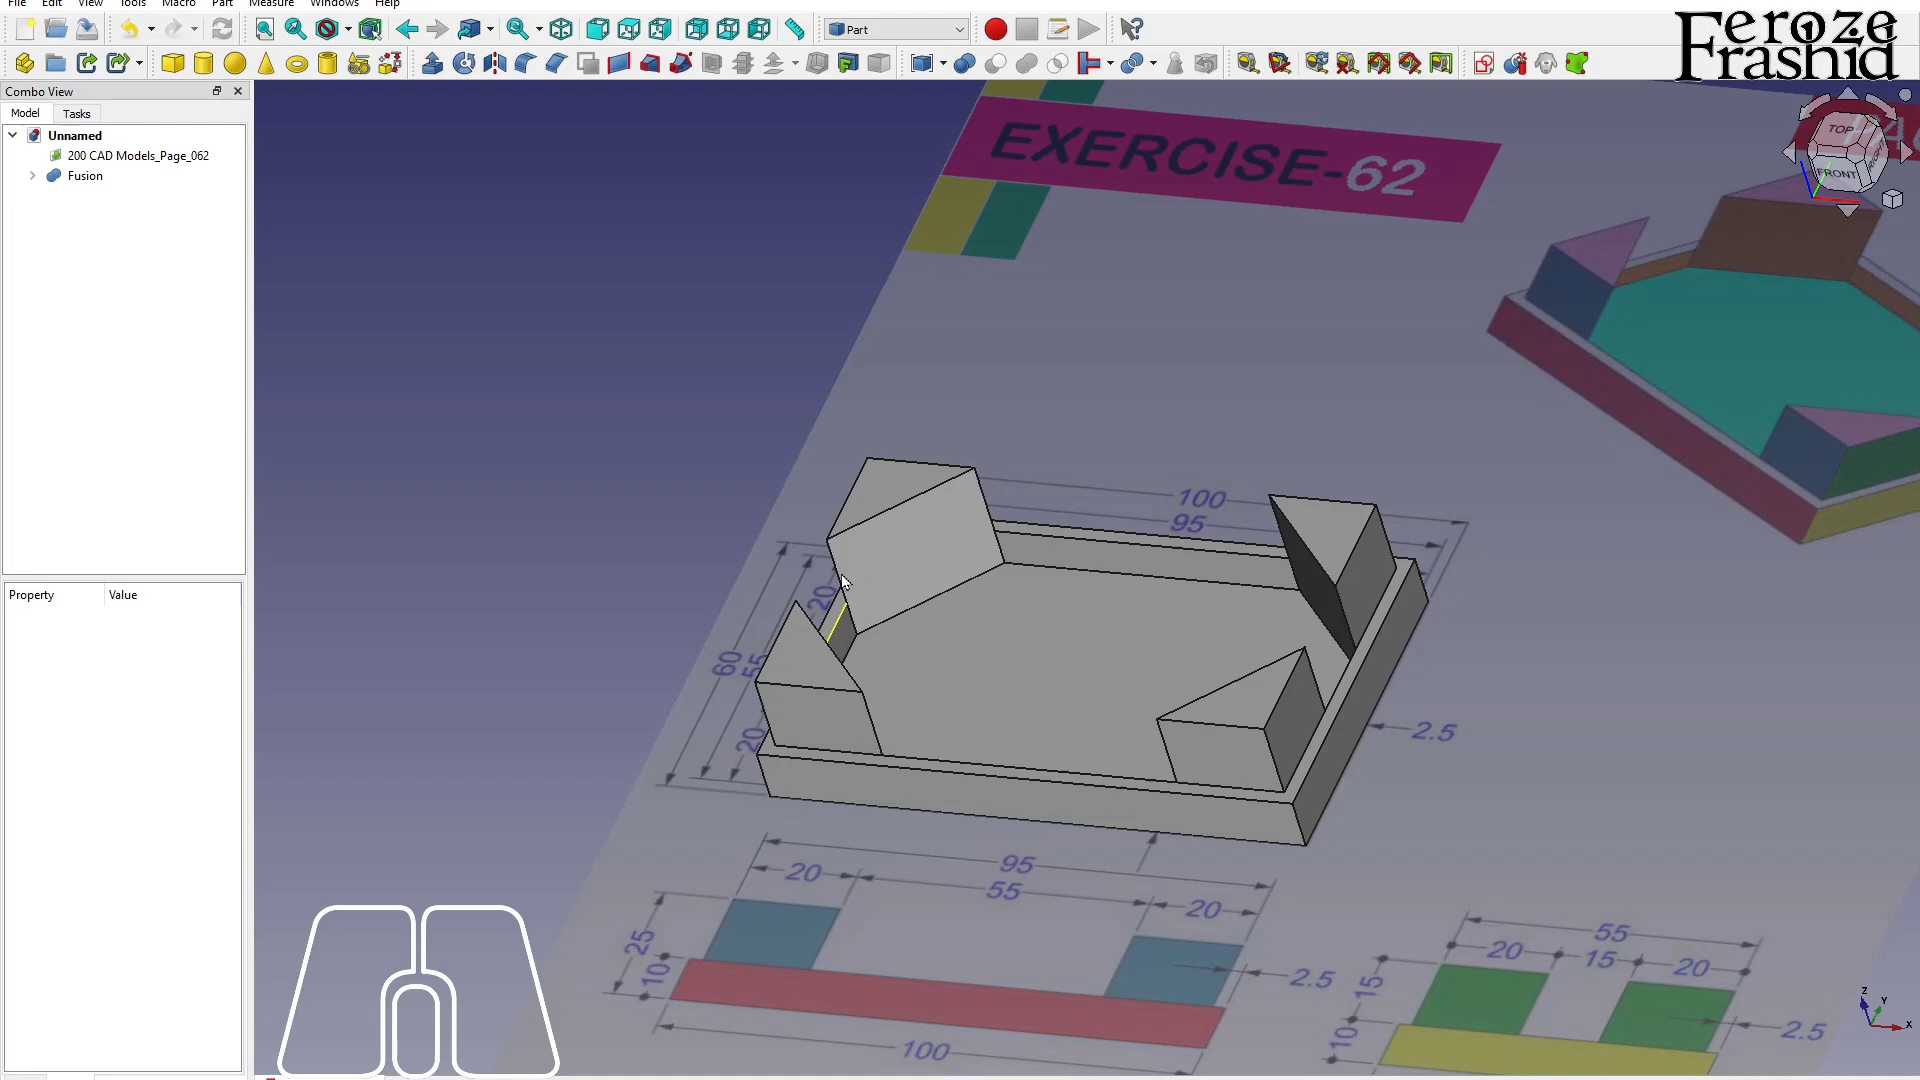 File Edit View Tools Macro Part Measure Windows Help
Feroze
Frashid
Part
Combo View
Model Tasks
Unnamed
200 CAD Models_Page_062
Fusion
Property Value
EXERCISE-62
TOP
FRONT
100
95
20
60
55
20
2.5
95
20
55
20
25
10
2.5
100
55
20
15
20
15
10
2.5
Z
Y
X